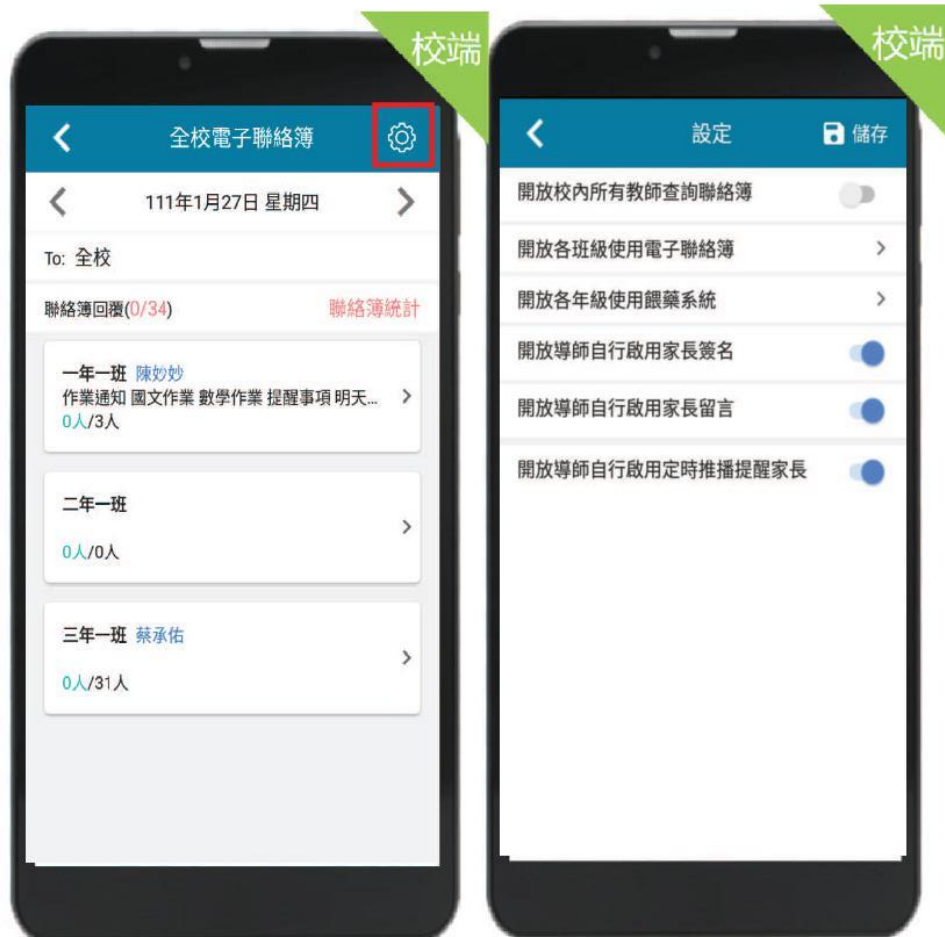 校端
全校電子聯絡簿
111年1月27日 星期四
To: 全校
聯絡簿回覆(0/34) 聯絡簿統計
一年一班 陳妙妙
作業通知 國文作業 數學作業 提醒事項 明天...
0人/3人
二年一班
0人/0人
三年一班 蔡承佑
0人/31人
校端
設定 儲存
開放校內所有教師查詢聯絡簿
開放各班級使用電子聯絡簿
開放各年級使用餵藥系統
開放導師自行啟用家長簽名
開放導師自行啟用家長留言
開放導師自行啟用定時推播提醒家長